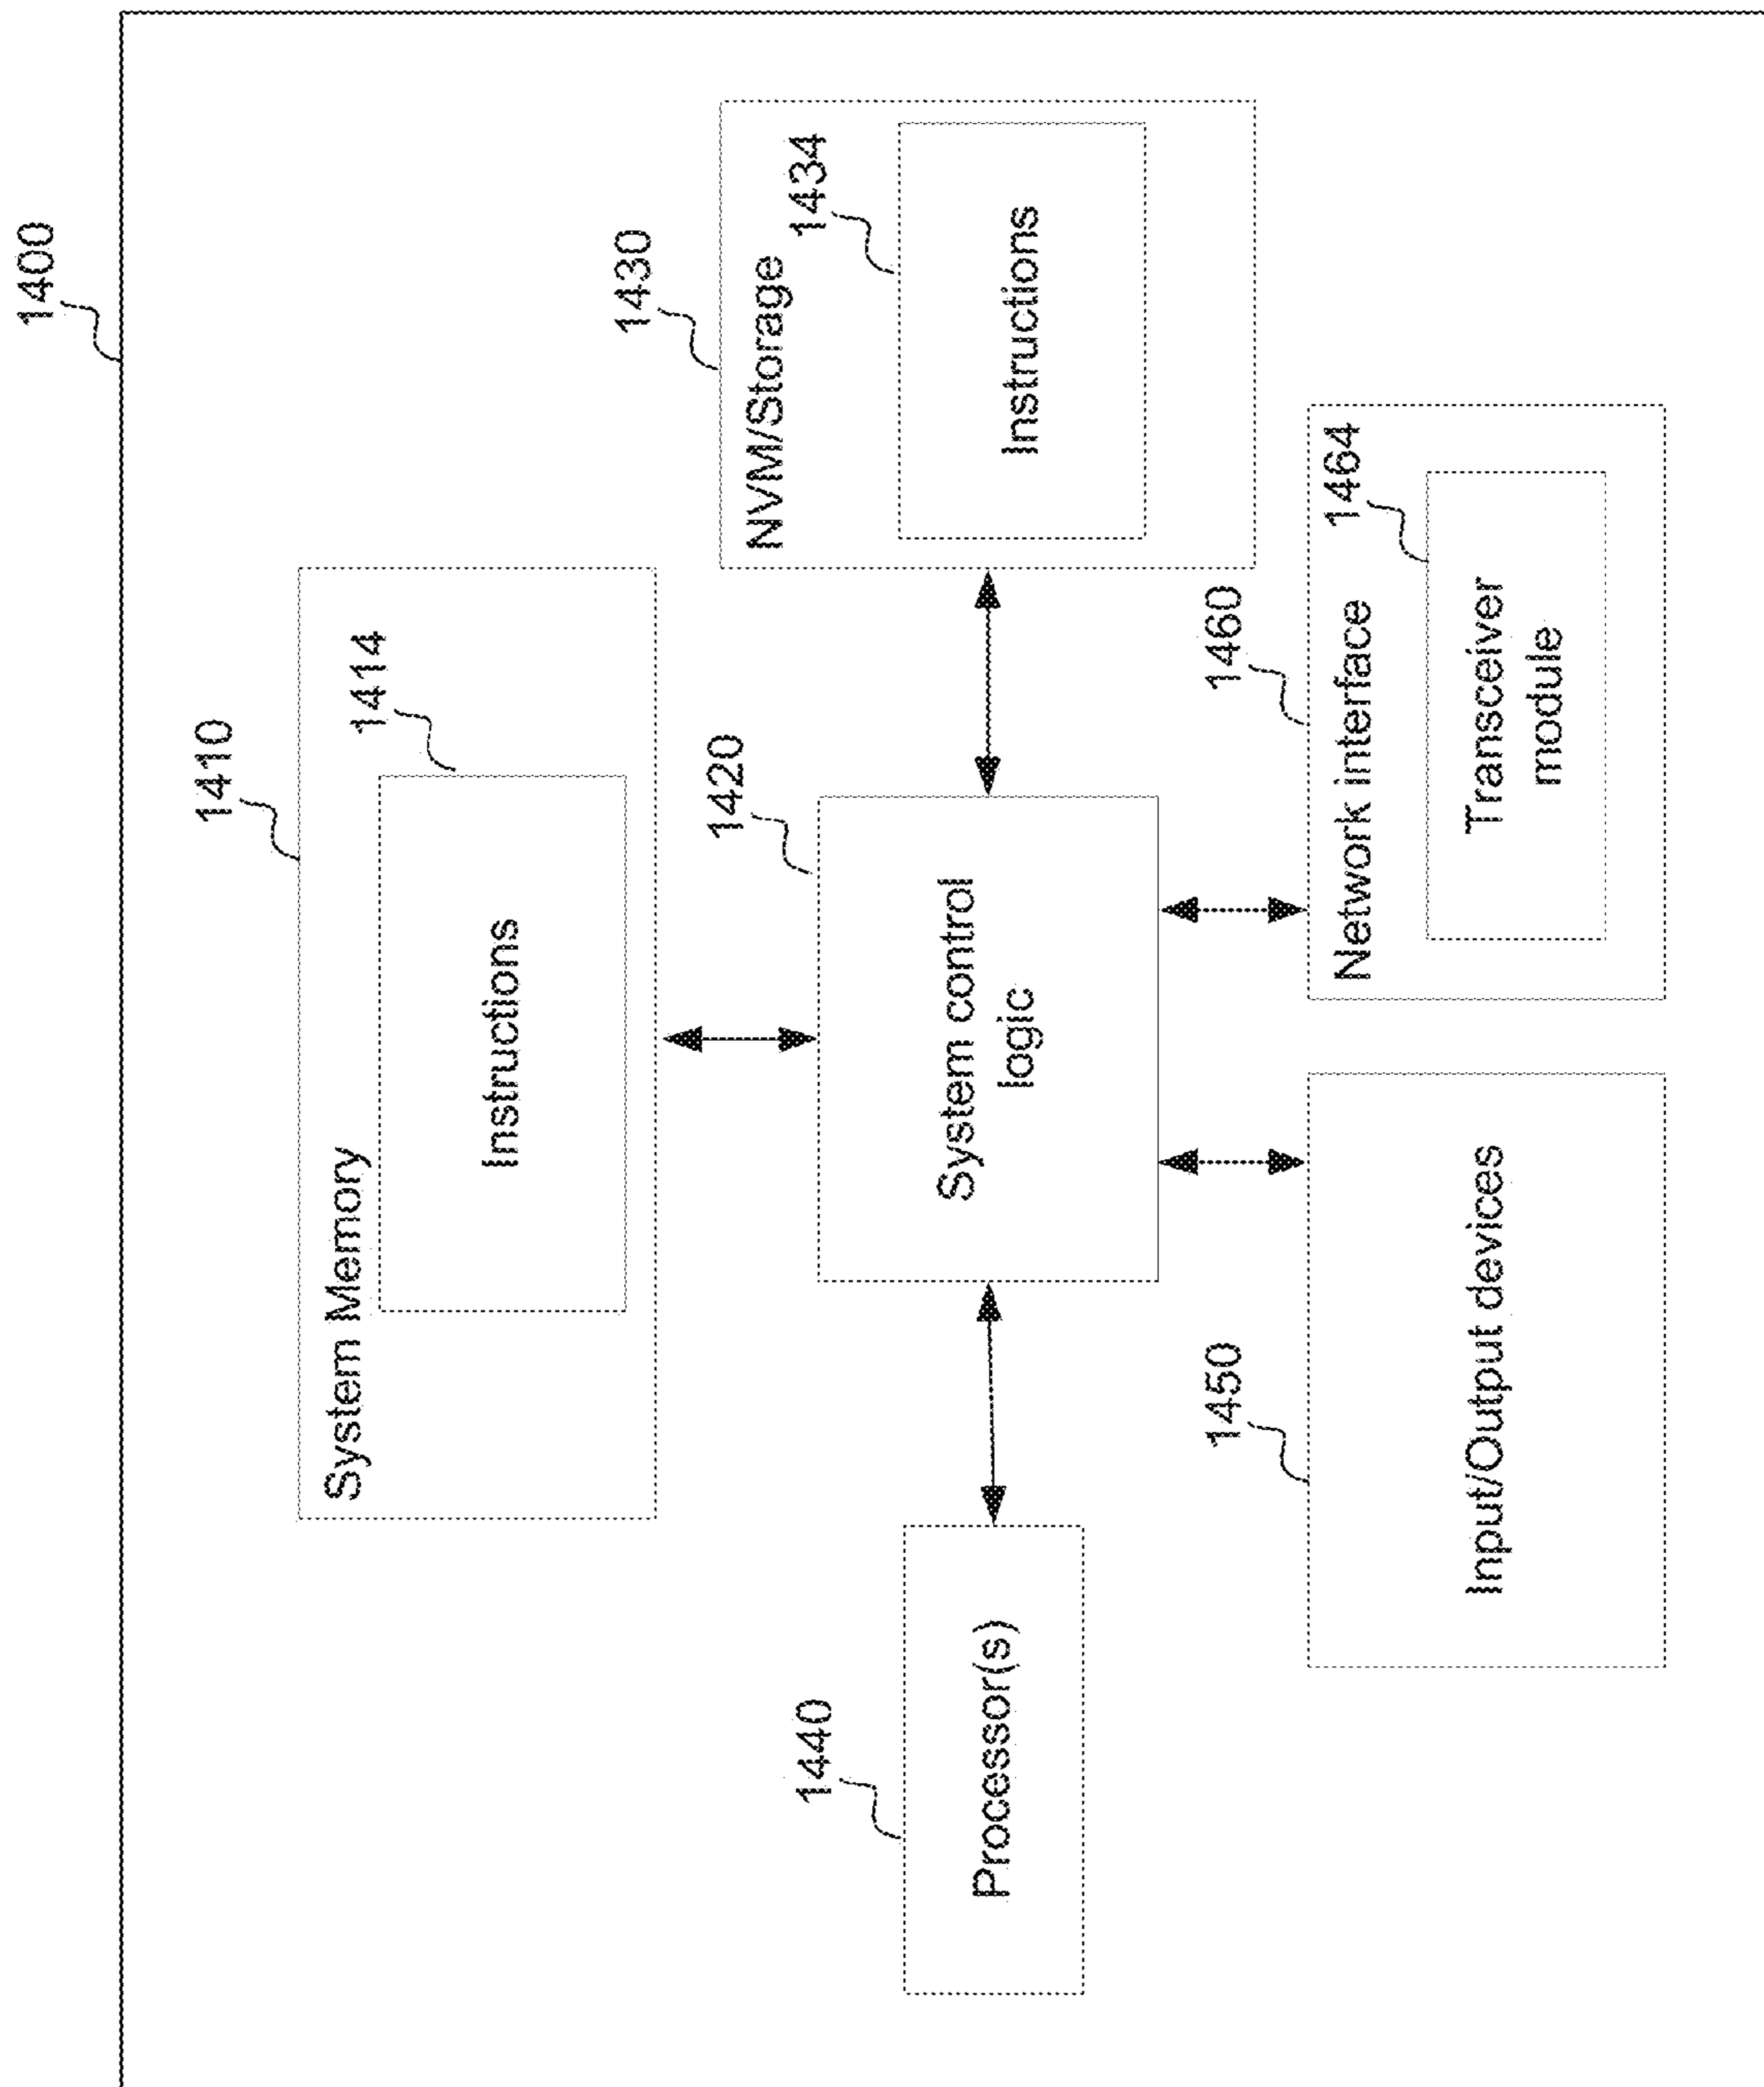 1400
1410
System Memory
1414
Instructions
1420
System control
logic
1430
NVM/Storage
1434
Instructions
1440
Processor(s)
1450
Input/Output devices
1460
Network interface
1464
Transceiver
module